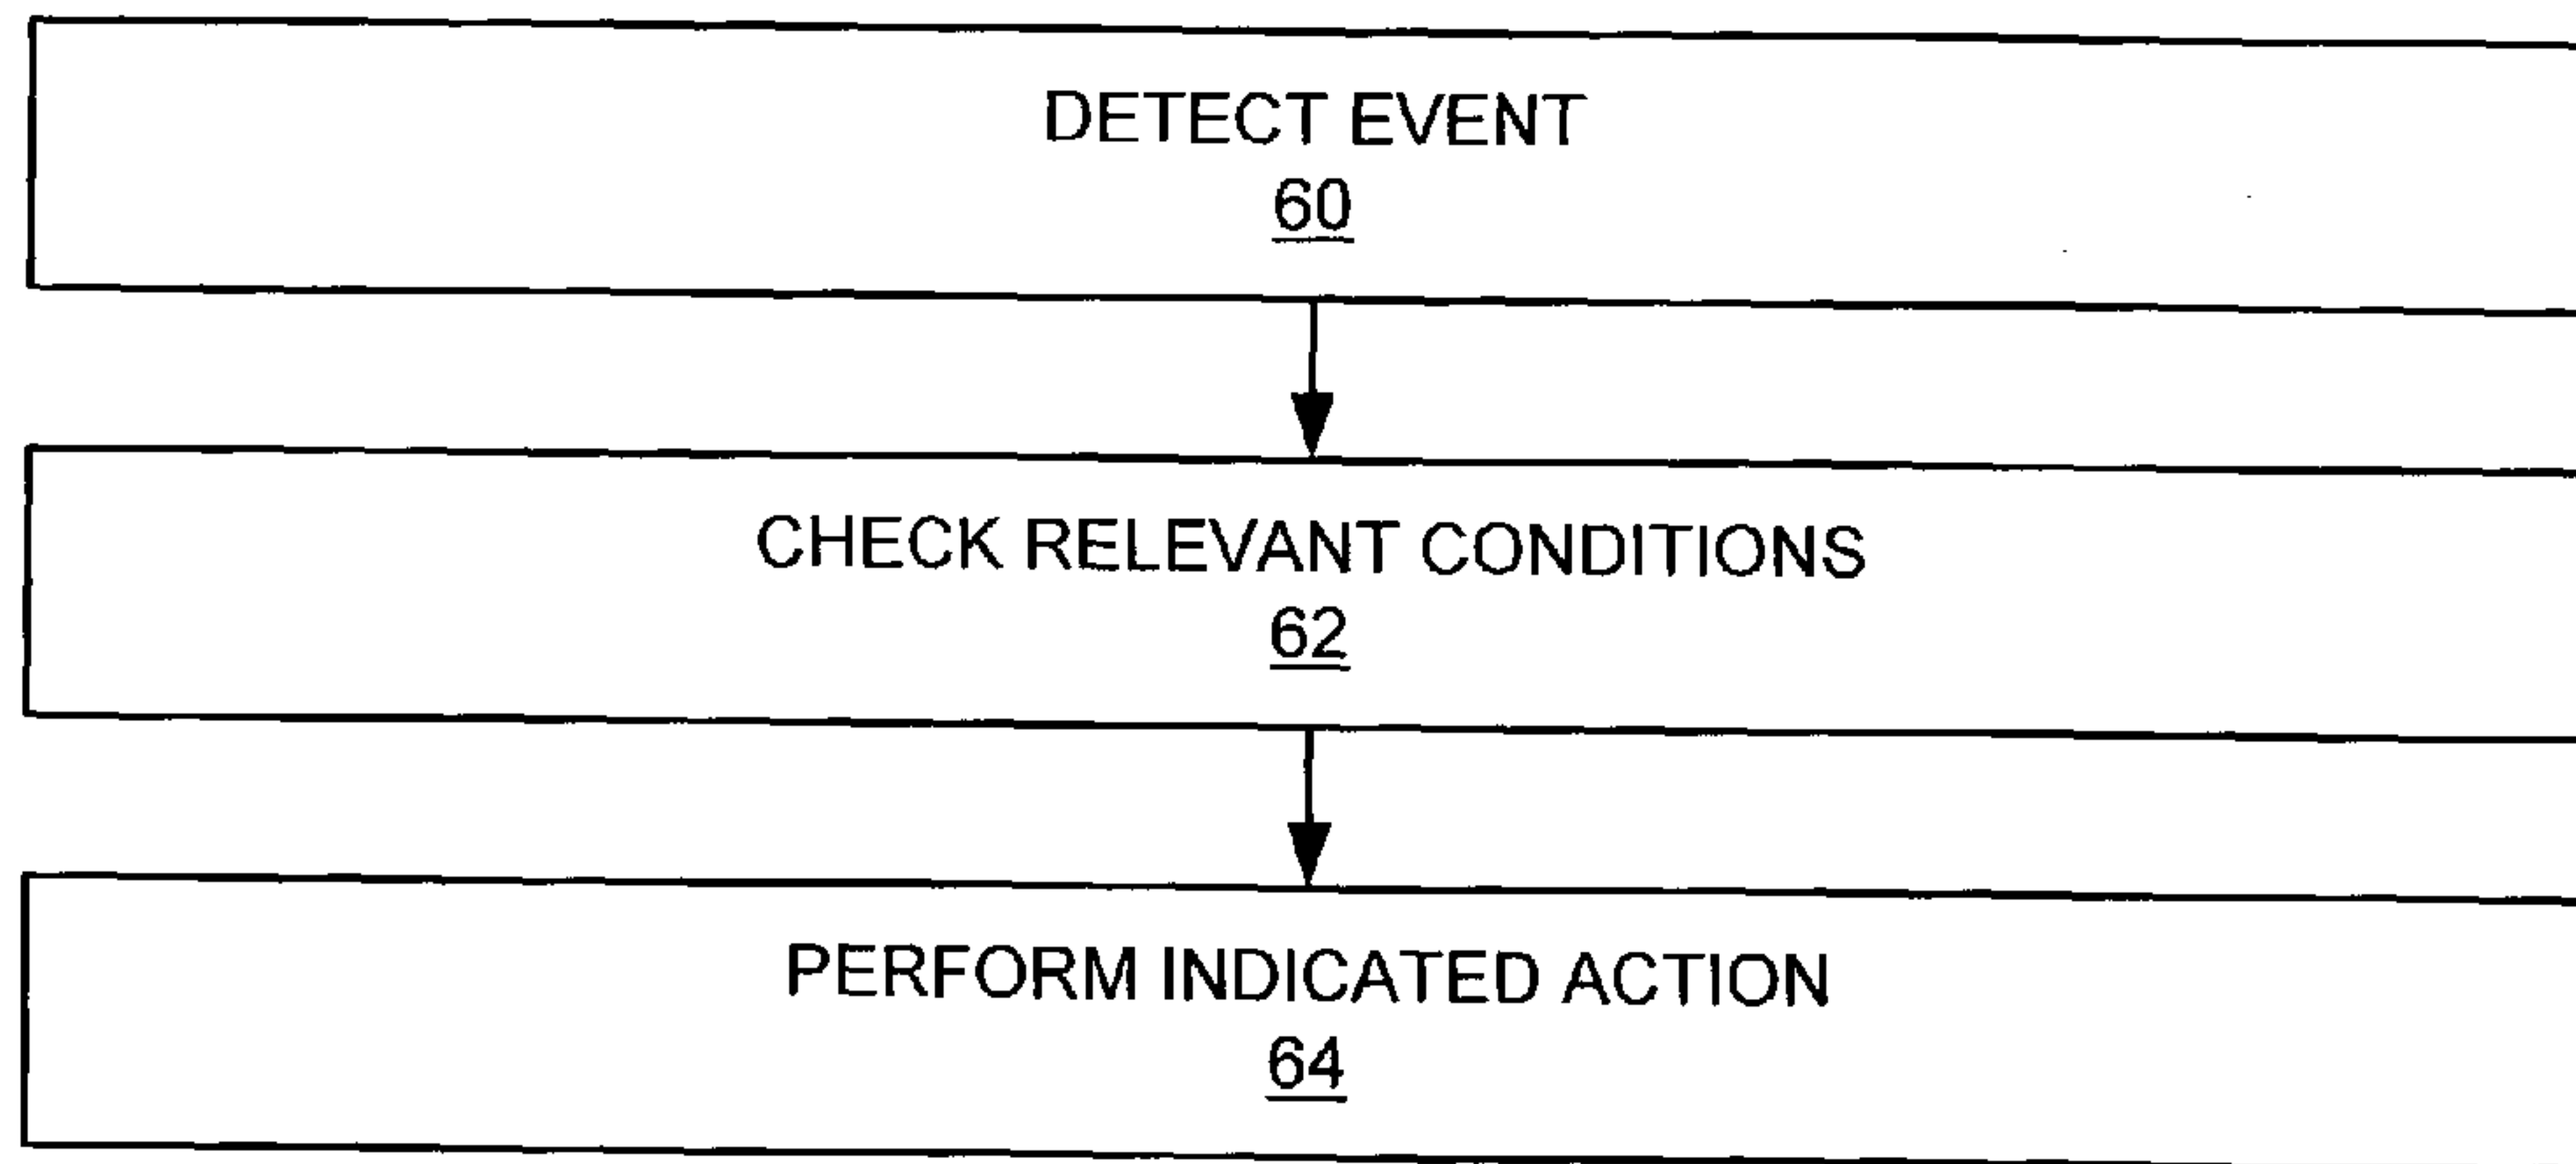 DETECT EVENT
60
CHECK RELEVANT CONDITIONS
62
PERFORM INDICATED ACTION
64